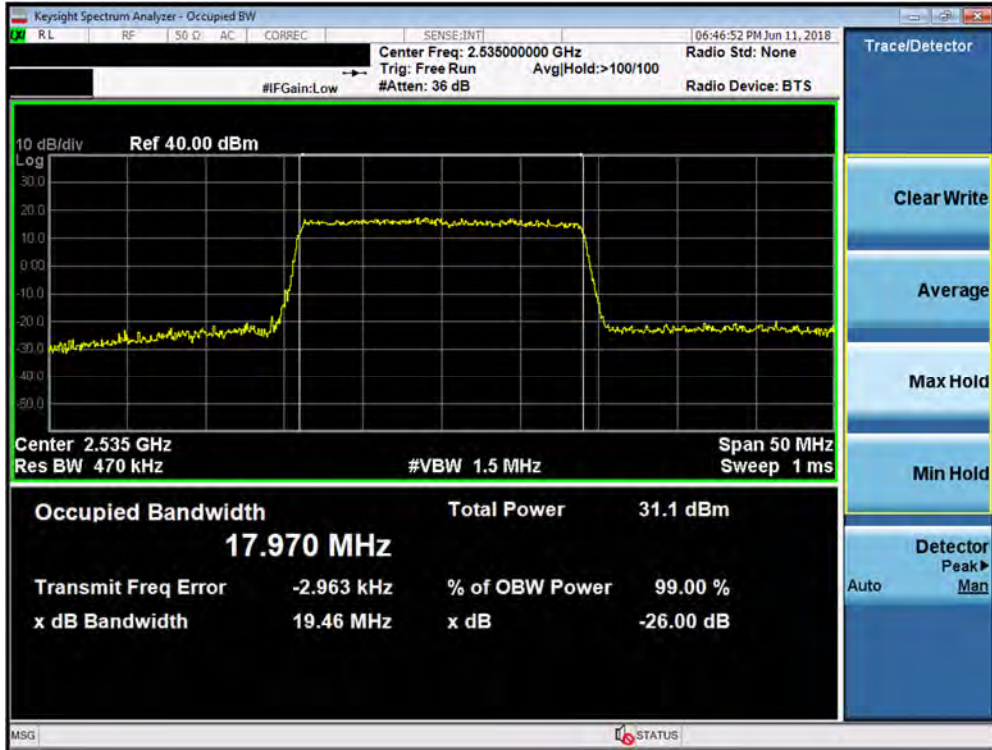 Keysight Spectrum Analyzer - Occupied BW
LXI RL RF 50 Ω AC CORREC SENSE:INT 06:46:52 PM Jun 11, 2018
Center Freq: 2.535000000 GHz Radio Std: None
Trig: Free Run Avg|Hold:>100/100
#IFGain:Low #Atten: 36 dB Radio Device: BTS
10 dB/div Ref 40.00 dBm
Log
30.0
20.0
10.0
0.00
-10.0
-20.0
-30.0
-40.0
-50.0
Center 2.535 GHz Span 50 MHz
Res BW 470 kHz #VBW 1.5 MHz Sweep 1 ms
Occupied Bandwidth Total Power 31.1 dBm
17.970 MHz
Transmit Freq Error -2.963 kHz % of OBW Power 99.00 %
x dB Bandwidth 19.46 MHz x dB -26.00 dB
MSG STATUS
Trace/Detector
Clear Write
Average
Max Hold
Min Hold
Detector
Peak▶
Auto Man